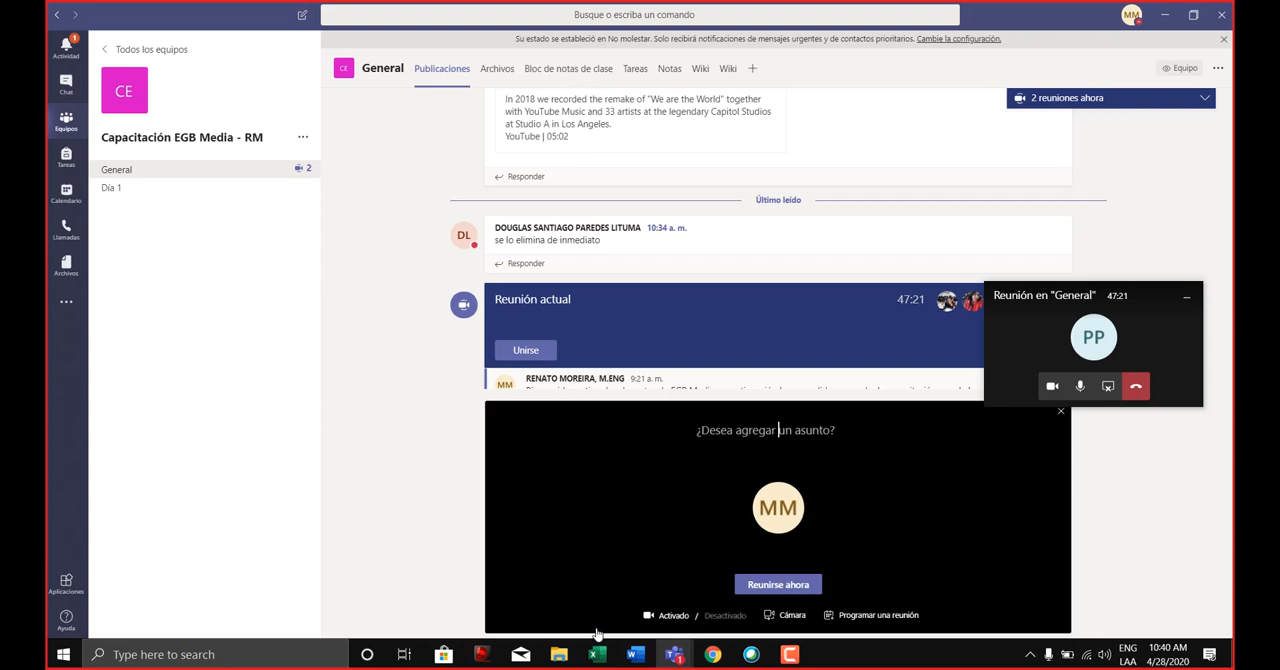 Busque o escriba un comando
MM
Su estado se estableció en No molestar. Solo recibirá notificaciones de mensajes urgentes y de contactos prioritarios. Cambie la configuración.
1
Actividad
Chat
Equipos
Tareas
Calendario
Llamadas
Archivos
Aplicaciones
Ayuda
Todos los equipos
CE
Capacitación EGB Media - RM
General
2
Día 1
CE
General
Publicaciones
Archivos
Bloc de notas de clase
Tareas
Notas
Wiki
Wiki
Equipo
2 reuniones ahora
In 2018 we recorded the remake of "We are the World" together
with YouTube Music and 33 artists at the legendary Capitol Studios
at Studio A in Los Angeles.
YouTube | 05:02
Responder
Último leído
DL
DOUGLAS SANTIAGO PAREDES LITUMA 10:34 a. m.
se lo elimina de inmediato
Responder
Reunión actual
47:21
Unirse
MM
RENATO MOREIRA, M.ENG 9:21 a. m.
Reunión en "General" 47:21
PP
¿Desea agregar un asunto?
MM
Reunirse ahora
Activado / Desactivado
Cámara
Programar una reunión
Type here to search
1
ENG
LAA
10:40 AM
4/28/2020